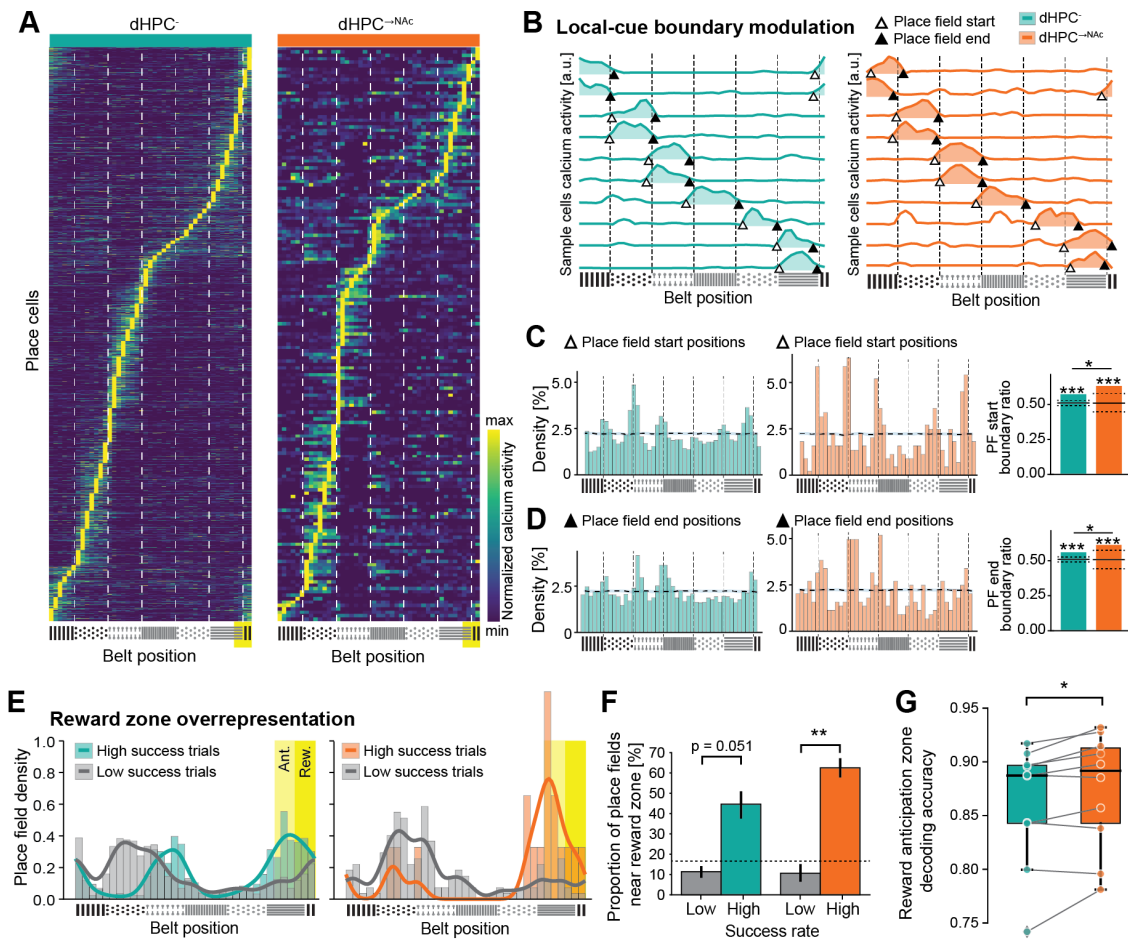 A
dHPC-
dHPC→NAc
Place cells
max
Normalized calcium activity
min
Belt position
Belt position
B Local-cue boundary modulation
△ Place field start
▲ Place field end
dHPC-
dHPC→NAc
Sample cells calcium activity [a.u.]
Sample cells calcium activity [a.u.]
Belt position
Belt position
C
△ Place field start positions
△ Place field start positions
Density [%]
5.0
2.5
0
5.0
2.5
0
PF start
boundary ratio
0.50
0.25
0.00
*
***
***
D
▲ Place field end positions
▲ Place field end positions
Density [%]
2.5
0
5.0
2.5
0
PF end
boundary ratio
0.50
0.25
0.00
*
***
***
E
Reward zone overrepresentation
High success trials
Low success trials
High success trials
Low success trials
Ant.
Rew.
Place field density
1.0
0.8
0.6
0.4
0.2
0.0
Belt position
Belt position
F
Proportion of place fields
near reward zone [%]
70
60
50
40
30
20
10
0
p = 0.051
**
Low High Low High
Success rate
G
Reward anticipation zone
decoding accuracy
0.95
0.90
0.85
0.80
0.75
*